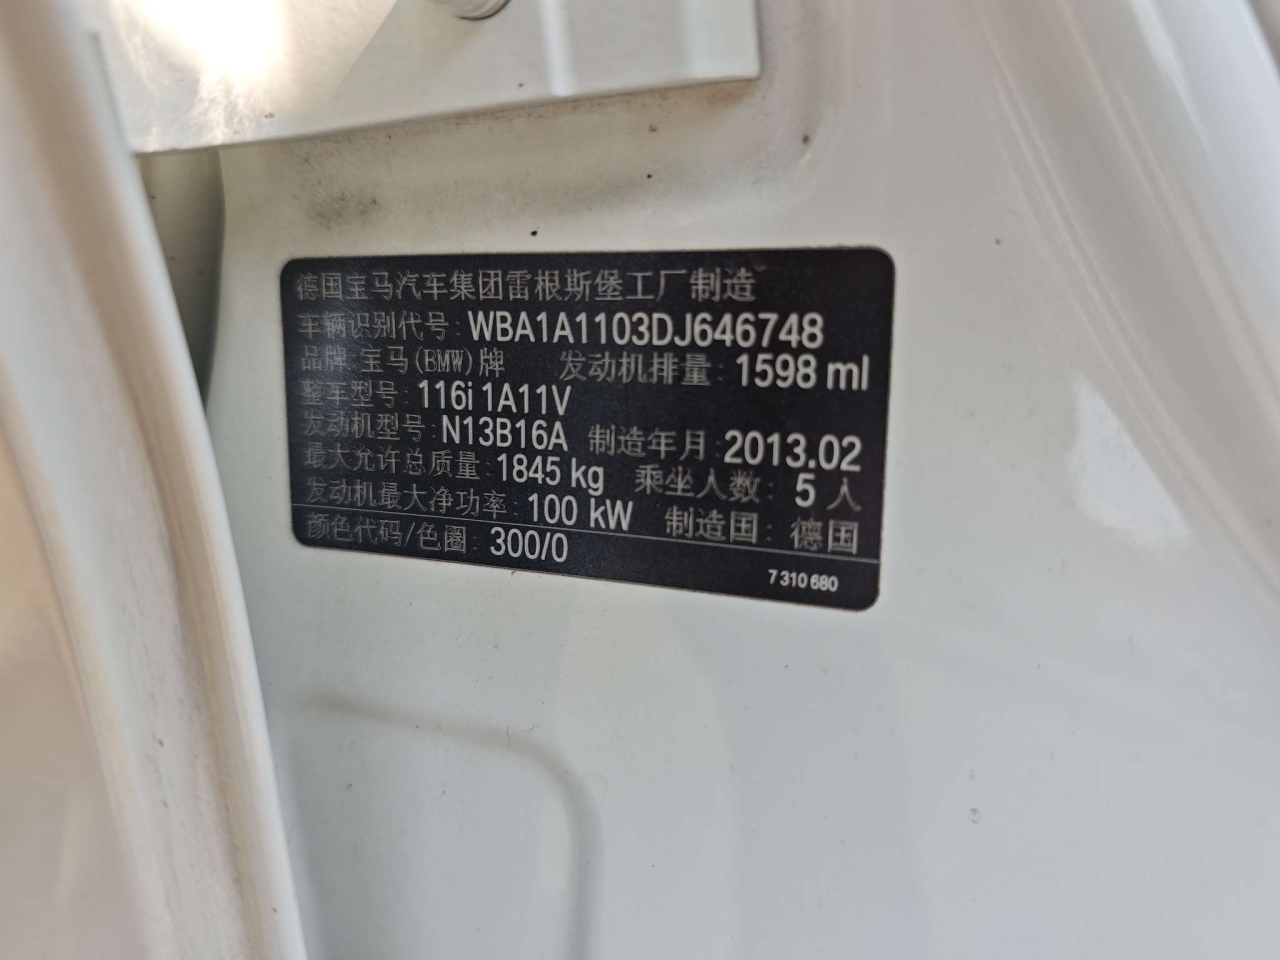 德国宝马汽车集团雷根斯堡工厂制造
车辆识别代号: WBA1A1103DJ646748
品牌: 宝马(BMW)牌 发动机排量: 1598 ml
整车型号: 116i 1A11V
发动机型号: N13B16A 制造年月: 2013.02
最大允许总质量: 1845 kg 乘坐人数: 5 人
发动机最大净功率: 100 kW 制造国: 德国
颜色代码/色圈: 300/0
7 310 680